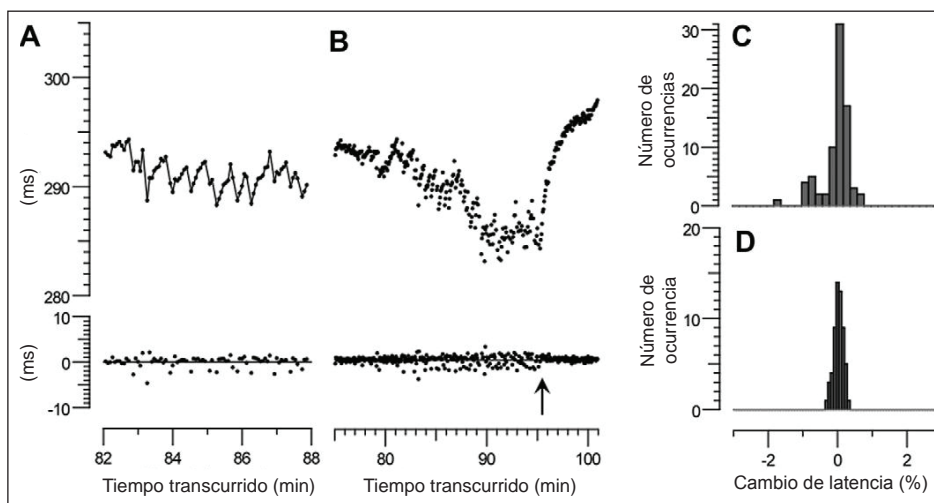 A
B
C
D
300
290
280
(ms)
10
0
-10
(ms)
82 84 86 88
Tiempo transcurrido (min)
80 90 100
Tiempo transcurrido (min)
30
20
10
0
Número de
ocurrencias
20
10
0
Número de
ocurrencia
-2 0 2
Cambio de latencia (%)